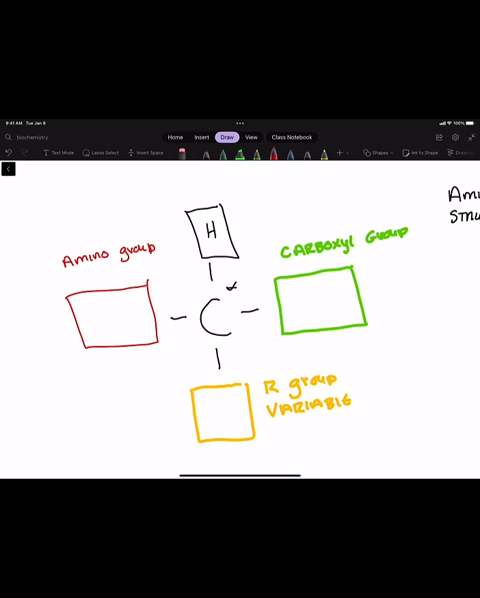 9:41 AM Tue Jan 9
100%
biochemistry
Home Insert Draw View Class Notebook
Text Mode Lasso Select Insert Space
Shapes Ink to Shape
H
Amino group
CARBOXYL GROUP
C
R group
VARIABLE